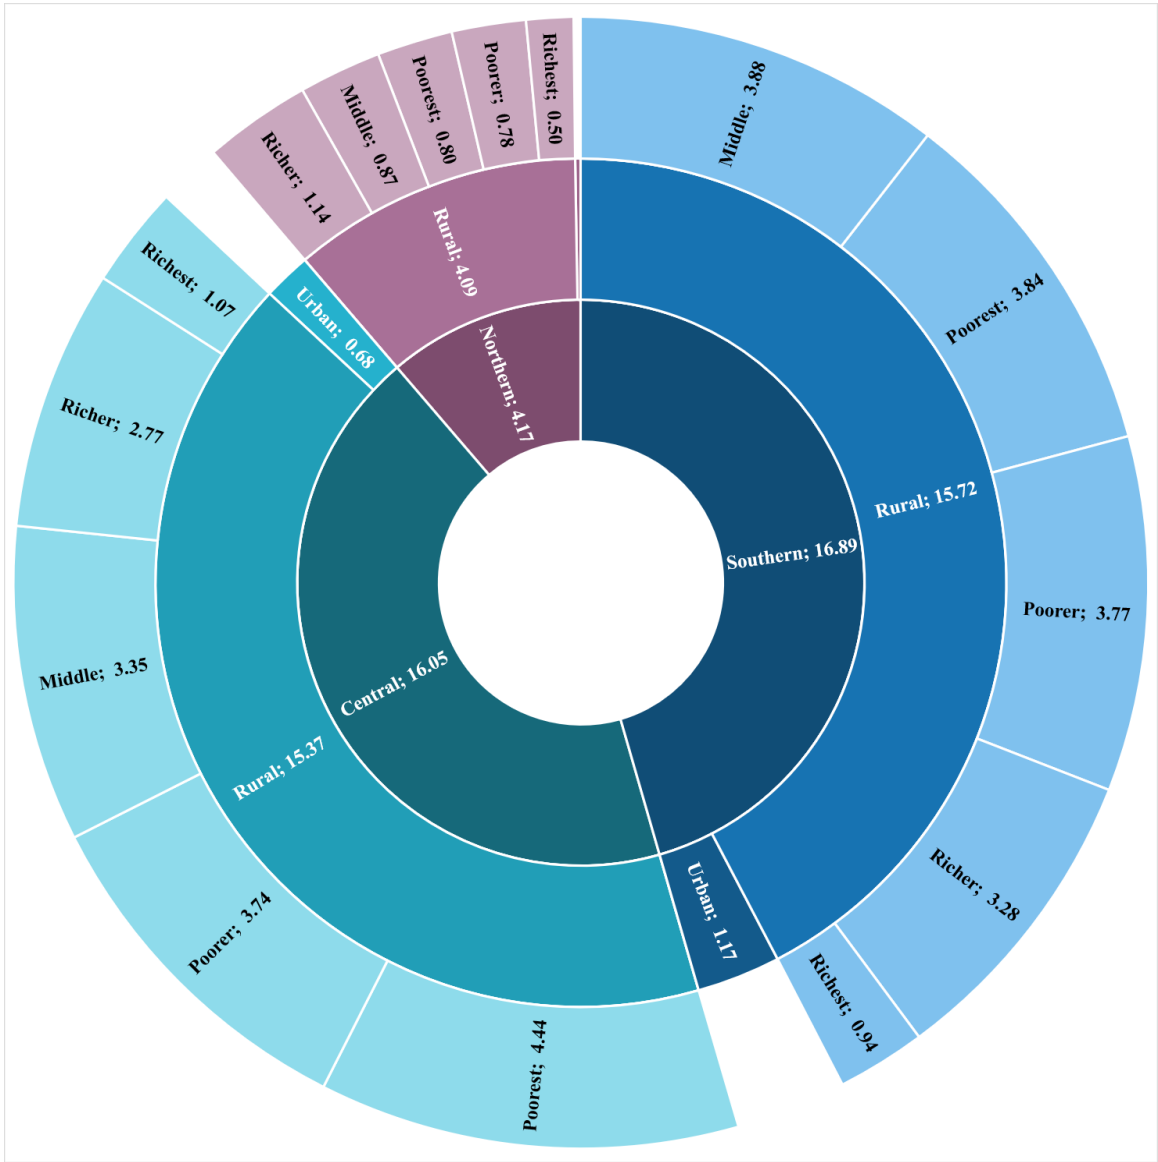 Southern; 16.89
Rural; 15.72
Middle;  3.88
Poorest;  3.84
Poorer;  3.77
Richer;  3.28
Richest;  0.94
Urban; 1.17
Central; 16.05
Rural; 15.37
Poorest;  4.44
Poorer;  3.74
Middle;  3.35
Richer;  2.77
Richest;  1.07
Urban;  0.68
Northern; 4.17
Rural; 4.09
Richer;  1.14
Middle;  0.87
Poorest;  0.80
Poorer;  0.78
Richest;  0.50